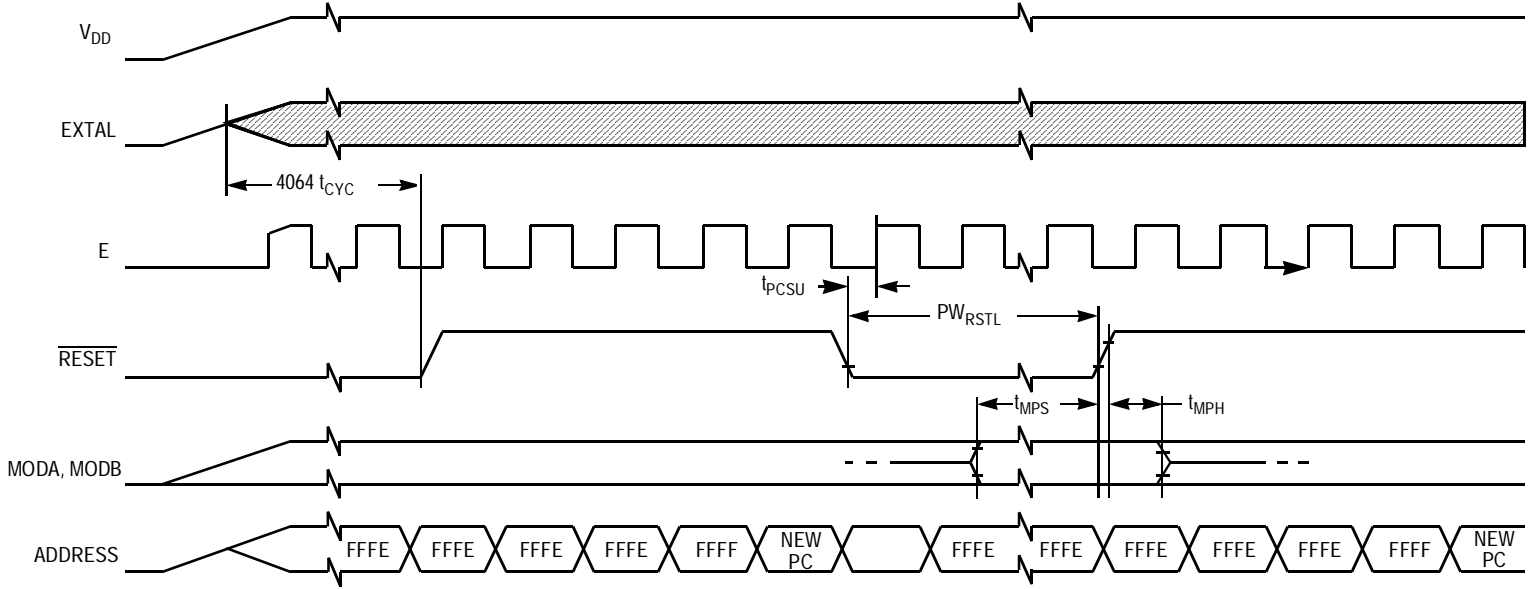 VDD
EXTAL
4064 tCYC
E
tPCSU
PWRSTL
RESET
tMPS
tMPH
MODA, MODB
ADDRESS
FFFE FFFE FFFE FFFE FFFF NEW PC FFFE FFFE FFFE FFFE FFFE FFFF NEW PC